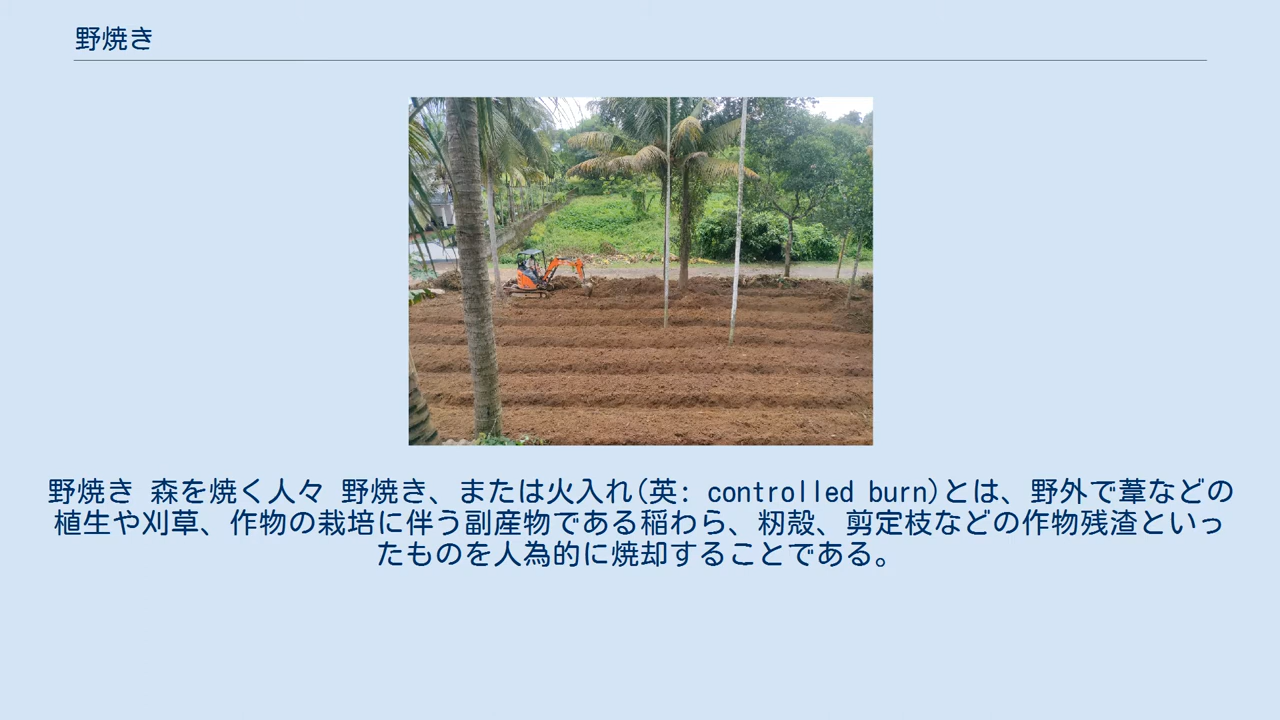 野焼き
野焼き 森を焼く人々 野焼き、または火入れ(英: controlled burn)とは、野外で葦などの
植生や刈草、作物の栽培に伴う副産物である稲わら、籾殻、剪定枝などの作物残渣といっ
たものを人為的に焼却することである。